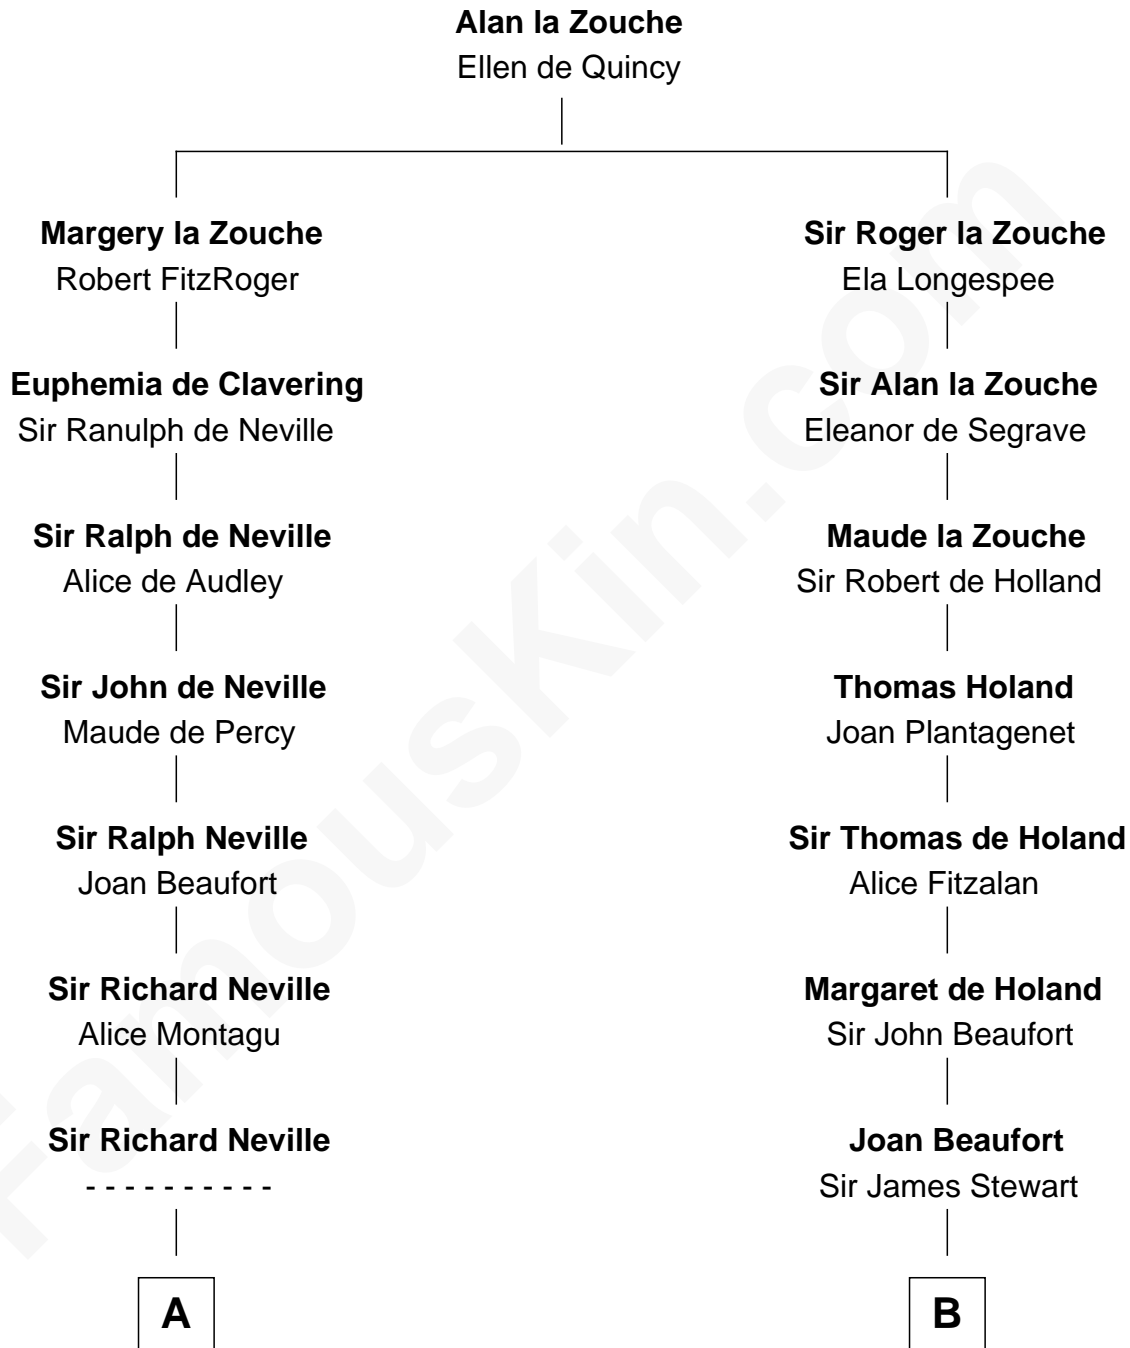 Alan la Zouche
Ellen de Quincy
Margery la Zouche
Robert FitzRoger
Sir Roger la Zouche
Ela Longespee
Euphemia de Clavering
Sir Ranulph de Neville
Sir Alan la Zouche
Eleanor de Segrave
Sir Ralph de Neville
Alice de Audley
Maude la Zouche
Sir Robert de Holland
Sir John de Neville
Maude de Percy
Thomas Holand
Joan Plantagenet
Sir Ralph Neville
Joan Beaufort
Sir Thomas de Holand
Alice Fitzalan
Sir Richard Neville
Alice Montagu
Margaret de Holand
Sir John Beaufort
Sir Richard Neville
- - - - - - - - - -
Joan Beaufort
Sir James Stewart
A
B
FamousKin.com